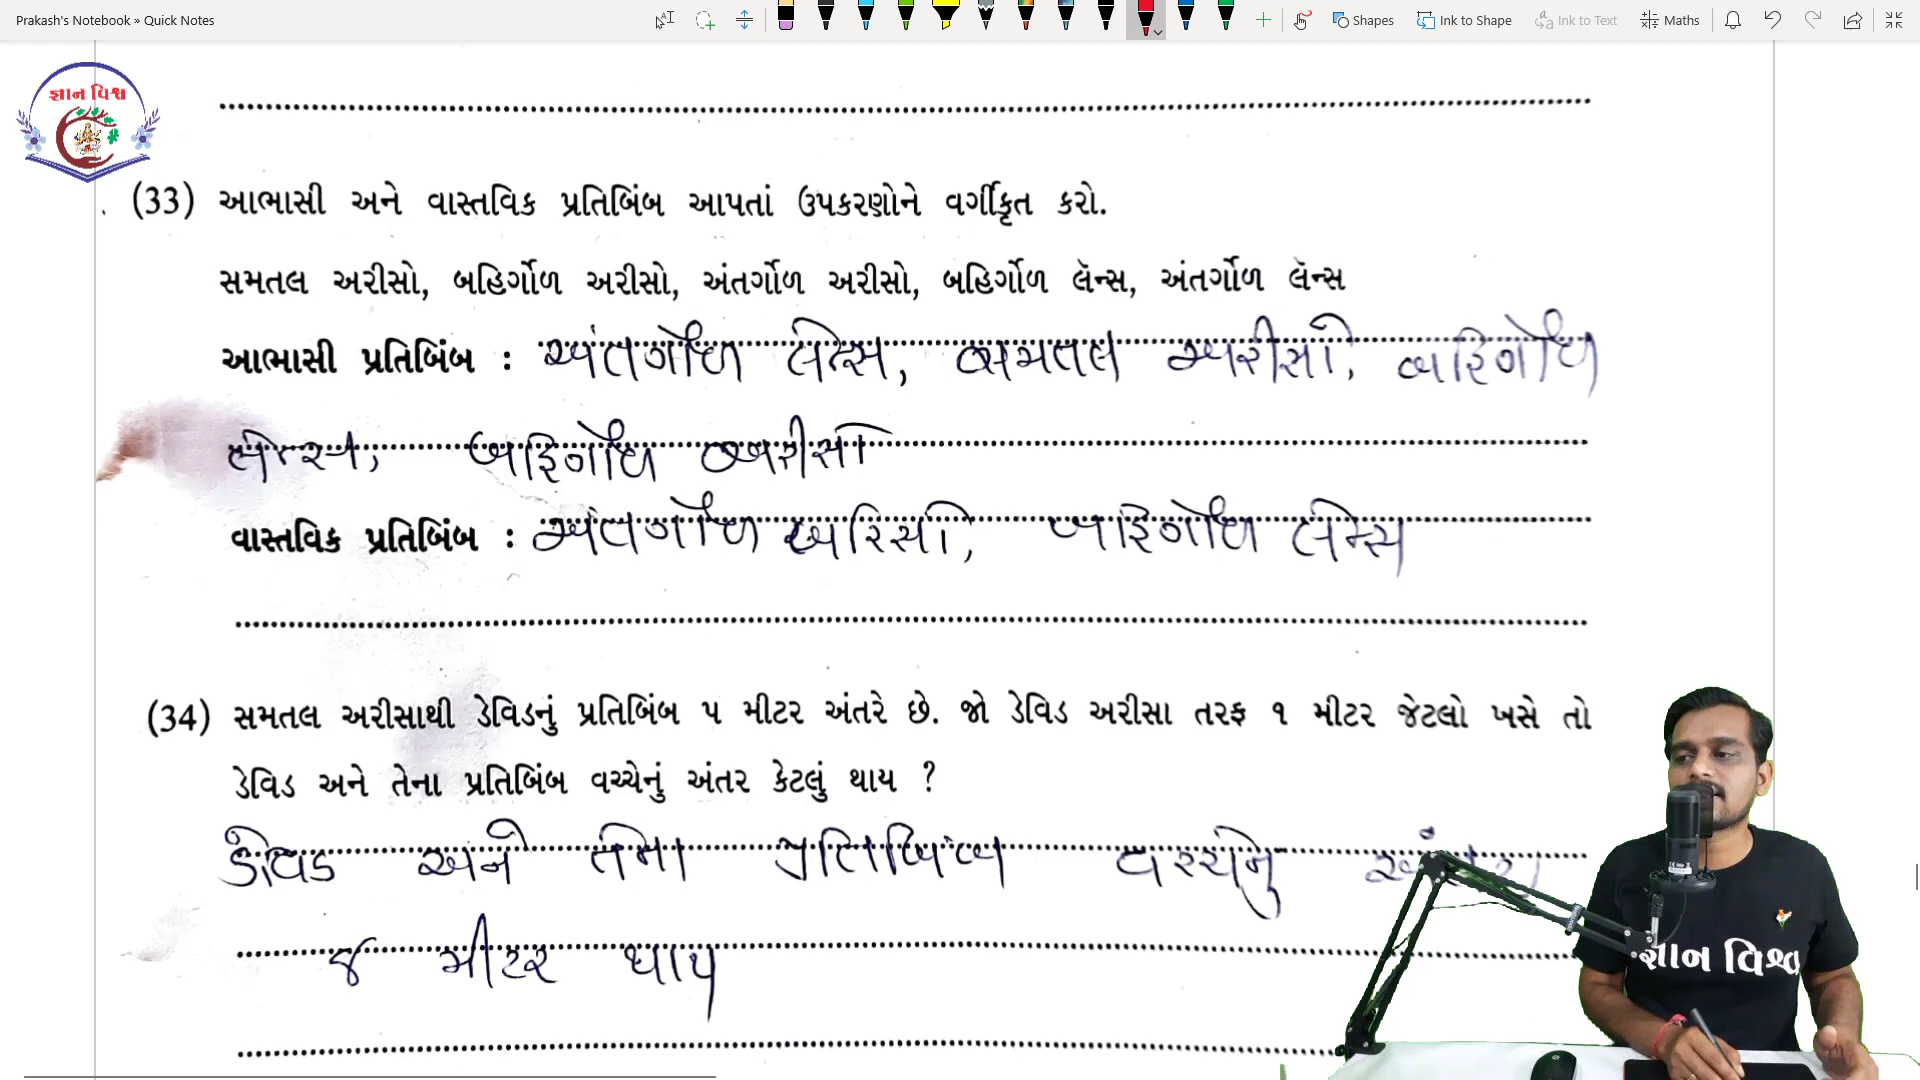 Prakash's Notebook » Quick Notes
Shapes Ink to Shape Ink to Text Maths
જ્ઞાન વિશ્વ
(33) આભાસી અને વાસ્તવિક પ્રતિબિંબ આપતાં ઉપકરણોને વર્ગીકૃત કરો.
સમતલ અરીસો, બહિર્ગોળ અરીસો, અંતર્ગોળ અરીસો, બહિર્ગોળ લૅન્સ, અંતર્ગોળ લૅન્સ
આભાસી પ્રતિબિંબ : અંતર્ગોળ લેન્સ, સમતલ અરીસો, બહિર્ગોળ
લેન્સ, બહિર્ગોળ અરીસો
વાસ્તવિક પ્રતિબિંબ : અંતર્ગોળ અરિસો, બહિર્ગોળ લેન્સ
(34) સમતલ અરીસાથી ડેવિડનું પ્રતિબિંબ ૫ મીટર અંતરે છે. જો ડેવિડ અરીસા તરફ ૧ મીટર જેટલો ખસે તો
ડેવિડ અને તેના પ્રતિબિંબ વચ્ચેનું અંતર કેટલું થાય ?
ડેવિડ અને તેના પ્રતિબિંબ વચ્ચેનુ
૪ મીટર થાય
જ્ઞાન વિશ્વ